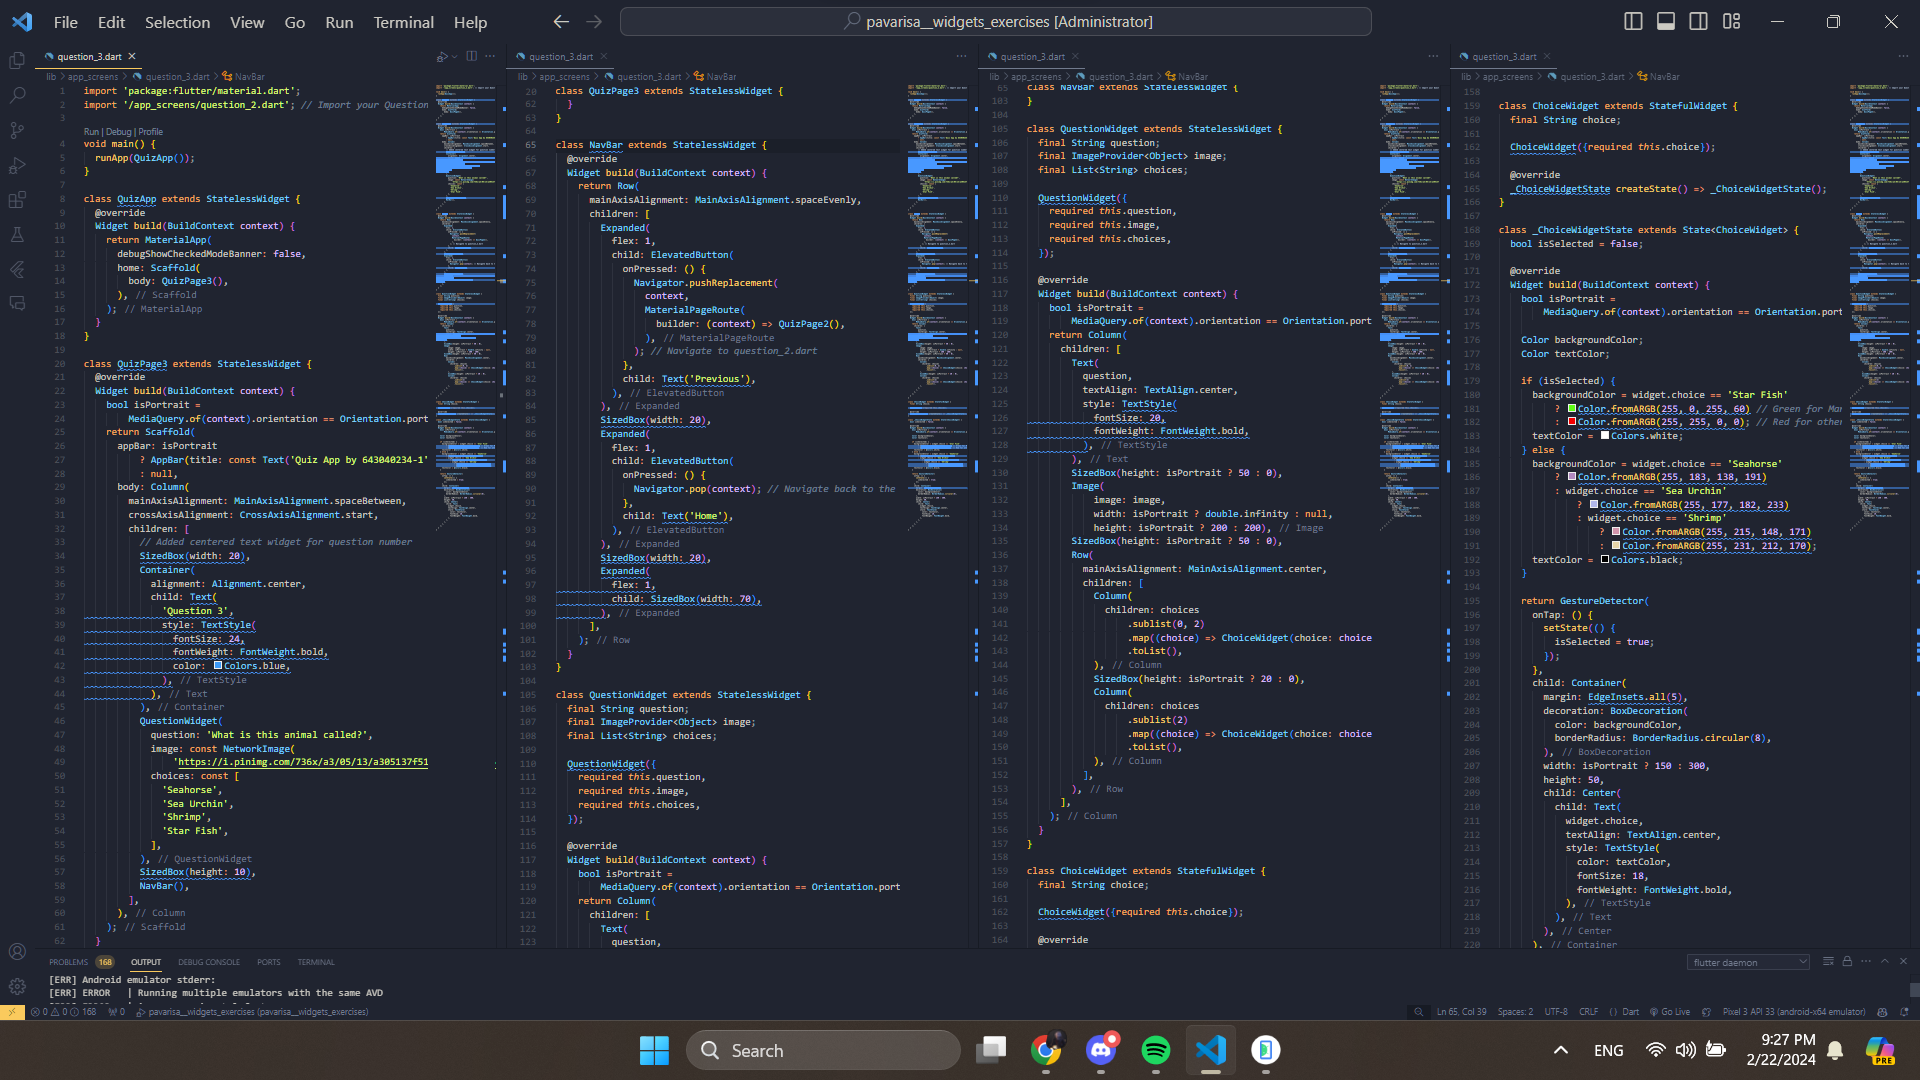 File Edit Selection View Go Run Terminal Help
pavarisa__widgets_exercises [Administrator]
question_3.dart
lib > app_screens > question_3.dart > NavBar
1 import 'package:flutter/material.dart';
2 import '/app_screens/question_2.dart'; // Import your Question
3
Run | Debug | Profile
4 void main() {
5 runApp(QuizApp());
6 }
7
8 class QuizApp extends StatelessWidget {
9 @override
10 Widget build(BuildContext context) {
11 return MaterialApp(
12 debugShowCheckedModeBanner: false,
13 home: Scaffold(
14 body: QuizPage3(),
15 ), // Scaffold
16 ); // MaterialApp
17 }
18 }
19
20 class QuizPage3 extends StatelessWidget {
21 @override
22 Widget build(BuildContext context) {
23 bool isPortrait =
24 MediaQuery.of(context).orientation == Orientation.port
25 return Scaffold(
26 appBar: isPortrait
27 ? AppBar(title: const Text('Quiz App by 643040234-1'
28 : null,
29 body: Column(
30 mainAxisAlignment: MainAxisAlignment.spaceBetween,
31 crossAxisAlignment: CrossAxisAlignment.start,
32 children: [
33 // Added centered text widget for question number
34 SizedBox(width: 20),
35 Container(
36 alignment: Alignment.center,
37 child: Text(
38 'Question 3',
39 style: TextStyle(
40 fontSize: 24,
41 fontWeight: FontWeight.bold,
42 color: Colors.blue,
43 ), // TextStyle
44 ), // Text
45 ), // Container
46 QuestionWidget(
47 question: 'What is this animal called?',
48 image: const NetworkImage(
49 'https://i.pinimg.com/736x/a3/05/13/a305137f51
50 choices: const [
51 'Seahorse',
52 'Sea Urchin',
53 'Shrimp',
54 'Star Fish',
55 ],
56 ), // QuestionWidget
57 SizedBox(height: 10),
58 NavBar(),
59 ],
60 ), // Column
61 ); // Scaffold
62 }
question_3.dart
lib > app_screens > question_3.dart > NavBar
20 class QuizPage3 extends StatelessWidget {
62 }
63 }
64
65 class NavBar extends StatelessWidget {
66 @override
67 Widget build(BuildContext context) {
68 return Row(
69 mainAxisAlignment: MainAxisAlignment.spaceEvenly,
70 children: [
71 Expanded(
72 flex: 1,
73 child: ElevatedButton(
74 onPressed: () {
75 Navigator.pushReplacement(
76 context,
77 MaterialPageRoute(
78 builder: (context) => QuizPage2(),
79 ), // MaterialPageRoute
80 ); // Navigate to question_2.dart
81 },
82 child: Text('Previous'),
83 ), // ElevatedButton
84 ), // Expanded
85 SizedBox(width: 20),
86 Expanded(
87 flex: 1,
88 child: ElevatedButton(
89 onPressed: () {
90 Navigator.pop(context); // Navigate back to the
91 },
92 child: Text('Home'),
93 ), // ElevatedButton
94 ), // Expanded
95 SizedBox(width: 20),
96 Expanded(
97 flex: 1,
98 child: SizedBox(width: 70),
99 ), // Expanded
100 ],
101 ); // Row
102 }
103 }
104
105 class QuestionWidget extends StatelessWidget {
106 final String question;
107 final ImageProvider<Object> image;
108 final List<String> choices;
109
110 QuestionWidget({
111 required this.question,
112 required this.image,
113 required this.choices,
114 });
115
116 @override
117 Widget build(BuildContext context) {
118 bool isPortrait =
119 MediaQuery.of(context).orientation == Orientation.port
120 return Column(
121 children: [
122 Text(
123 question,
question_3.dart
lib > app_screens > question_3.dart > NavBar
65 class NavBar extends StatelessWidget {
103 }
104
105 class QuestionWidget extends StatelessWidget {
106 final String question;
107 final ImageProvider<Object> image;
108 final List<String> choices;
109
110 QuestionWidget({
111 required this.question,
112 required this.image,
113 required this.choices,
114 });
115
116 @override
117 Widget build(BuildContext context) {
118 bool isPortrait =
119 MediaQuery.of(context).orientation == Orientation.port
120 return Column(
121 children: [
122 Text(
123 question,
124 textAlign: TextAlign.center,
125 style: TextStyle(
126 fontSize: 20,
127 fontWeight: FontWeight.bold,
128 ), // TextStyle
129 ), // Text
130 SizedBox(height: isPortrait ? 50 : 0),
131 Image(
132 image: image,
133 width: isPortrait ? double.infinity : null,
134 height: isPortrait ? 200 : 200), // Image
135 SizedBox(height: isPortrait ? 50 : 0),
136 Row(
137 mainAxisAlignment: MainAxisAlignment.center,
138 children: [
139 Column(
140 children: choices
141 .sublist(0, 2)
142 .map((choice) => ChoiceWidget(choice: choice
143 .toList(),
144 ), // Column
145 SizedBox(height: isPortrait ? 20 : 0),
146 Column(
147 children: choices
148 .sublist(2)
149 .map((choice) => ChoiceWidget(choice: choice
150 .toList(),
151 ), // Column
152 ],
153 ), // Row
154 ],
155 ); // Column
156 }
157 }
158
159 class ChoiceWidget extends StatefulWidget {
160 final String choice;
161
162 ChoiceWidget({required this.choice});
163
164 @override
question_3.dart
lib > app_screens > question_3.dart > NavBar
158
159 class ChoiceWidget extends StatefulWidget {
160 final String choice;
161
162 ChoiceWidget({required this.choice});
163
164 @override
165 _ChoiceWidgetState createState() => _ChoiceWidgetState();
166 }
167
168 class _ChoiceWidgetState extends State<ChoiceWidget> {
169 bool isSelected = false;
170
171 @override
172 Widget build(BuildContext context) {
173 bool isPortrait =
174 MediaQuery.of(context).orientation == Orientation.port
175
176 Color backgroundColor;
177 Color textColor;
178
179 if (isSelected) {
180 backgroundColor = widget.choice == 'Star Fish'
181 ? Color.fromARGB(255, 0, 255, 60) // Green for Man
182 : Color.fromARGB(255, 255, 0, 0); // Red for other
183 textColor = Colors.white;
184 } else {
185 backgroundColor = widget.choice == 'Seahorse'
186 ? Color.fromARGB(255, 183, 138, 191)
187 : widget.choice == 'Sea Urchin'
188 ? Color.fromARGB(255, 177, 182, 233)
189 : widget.choice == 'Shrimp'
190 ? Color.fromARGB(255, 215, 148, 171)
191 : Color.fromARGB(255, 231, 212, 170);
192 textColor = Colors.black;
193 }
194
195 return GestureDetector(
196 onTap: () {
197 setState(() {
198 isSelected = true;
199 });
200 },
201 child: Container(
202 margin: EdgeInsets.all(5),
203 decoration: BoxDecoration(
204 color: backgroundColor,
205 borderRadius: BorderRadius.circular(8),
206 ), // BoxDecoration
207 width: isPortrait ? 150 : 300,
208 height: 50,
209 child: Center(
210 child: Text(
211 widget.choice,
212 textAlign: TextAlign.center,
213 style: TextStyle(
214 color: textColor,
215 fontSize: 18,
216 fontWeight: FontWeight.bold,
217 ), // TextStyle
218 ), // Text
219 ), // Center
220 ), // Container
PROBLEMS 168 OUTPUT DEBUG CONSOLE PORTS TERMINAL
flutter daemon
[ERR] Android emulator stderr:
[ERR] ERROR | Running multiple emulators with the same AVD
0 0 168 0 pavarisa__widgets_exercises (pavarisa__widgets_exercises)
Ln 65, Col 39 Spaces: 2 UTF-8 CRLF {} Dart Go Live Pixel 3 API 33 (android-x64 emulator)
Search
ENG
9:27 PM
2/22/2024
PRE